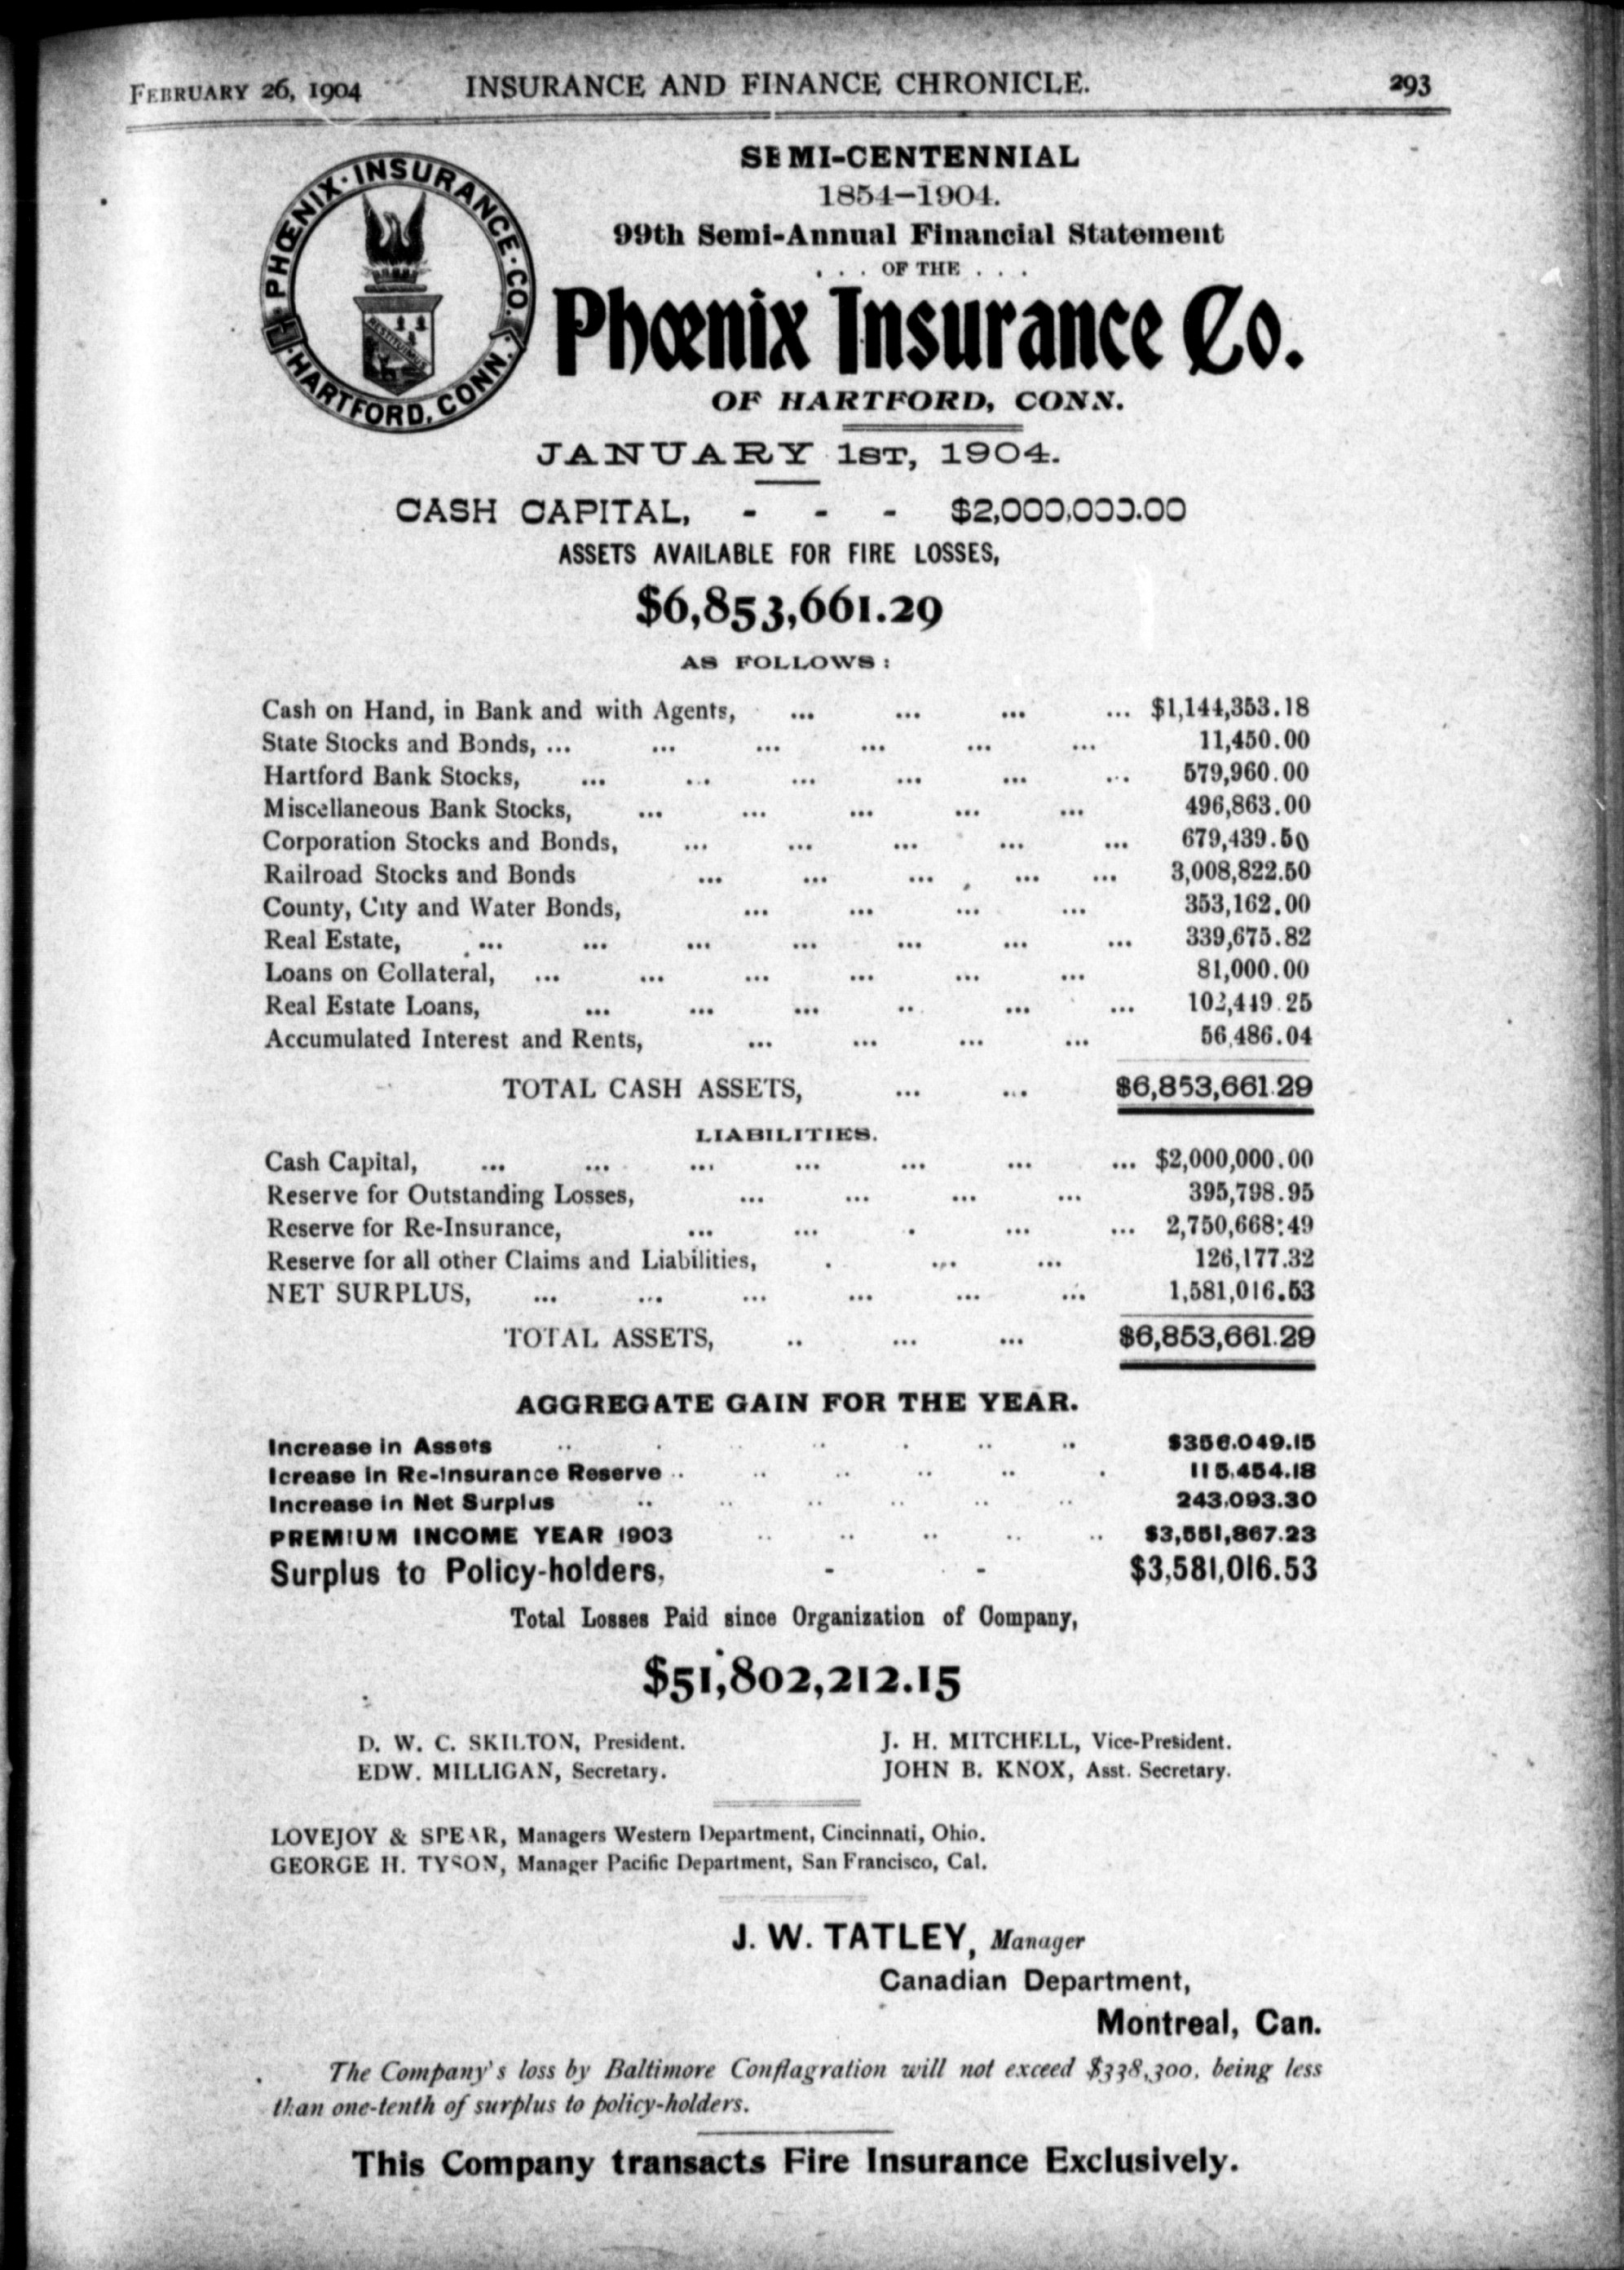 FEBRUARY 26, 1904 INSURANCE AND FINANCE CHRONICLE. 293
PHŒNIX · INSURANCE · CO.
· HARTFORD, CONN.
SEMI-CENTENNIAL
1854–1904.
99th Semi-Annual Financial Statement
. . . OF THE . . .
Phœnix Insurance Co.
OF HARTFORD, CONN.
JANUARY 1ST, 1904.
CASH CAPITAL, - - - $2,000,000.00
ASSETS AVAILABLE FOR FIRE LOSSES,
$6,853,661.29
AS FOLLOWS:
Cash on Hand, in Bank and with Agents, ... ... ... ... $1,144,353.18
State Stocks and Bonds, ... ... ... ... ... ... 11,450.00
Hartford Bank Stocks, ... ... ... ... ... ... 579,960.00
Miscellaneous Bank Stocks, ... ... ... ... ... 496,863.00
Corporation Stocks and Bonds, ... ... ... ... ... 679,439.50
Railroad Stocks and Bonds ... ... ... ... ... 3,008,822.50
County, City and Water Bonds, ... ... ... ... 353,162.00
Real Estate, ... ... ... ... ... ... ... 339,675.82
Loans on Collateral, ... ... ... ... ... ... 81,000.00
Real Estate Loans, ... ... ... ... ... ... 102,449.25
Accumulated Interest and Rents, ... ... ... ... 56,486.04
TOTAL CASH ASSETS, ... ... $6,853,661.29
LIABILITIES.
Cash Capital, ... ... ... ... ... ... ... $2,000,000.00
Reserve for Outstanding Losses, ... ... ... ... 395,798.95
Reserve for Re-Insurance, ... ... . ... ... 2,750,668:49
Reserve for all other Claims and Liabilities, . ... ... 126,177.32
NET SURPLUS, ... ... ... ... ... ... 1,581,016.53
TOTAL ASSETS, .. ... ... $6,853,661.29
AGGREGATE GAIN FOR THE YEAR.
Increase in Assets .. . .. .. . .. .. $356.049.15
Icrease in Re-Insurance Reserve .. .. .. .. .. . 115.454.18
Increase in Net Surplus .. .. .. .. .. .. 243.093.30
PREMIUM INCOME YEAR 1903 .. .. .. .. .. $3,551,867.23
Surplus to Policy-holders, - - $3,581,016.53
Total Losses Paid since Organization of Company,
$51,802,212.15
D. W. C. SKILTON, President. J. H. MITCHELL, Vice-President.
EDW. MILLIGAN, Secretary. JOHN B. KNOX, Asst. Secretary.
LOVEJOY & SPEAR, Managers Western Department, Cincinnati, Ohio.
GEORGE H. TYSON, Manager Pacific Department, San Francisco, Cal.
J. W. TATLEY, Manager
Canadian Department,
Montreal, Can.
The Company's loss by Baltimore Conflagration will not exceed $338,300, being less
than one-tenth of surplus to policy-holders.
This Company transacts Fire Insurance Exclusively.